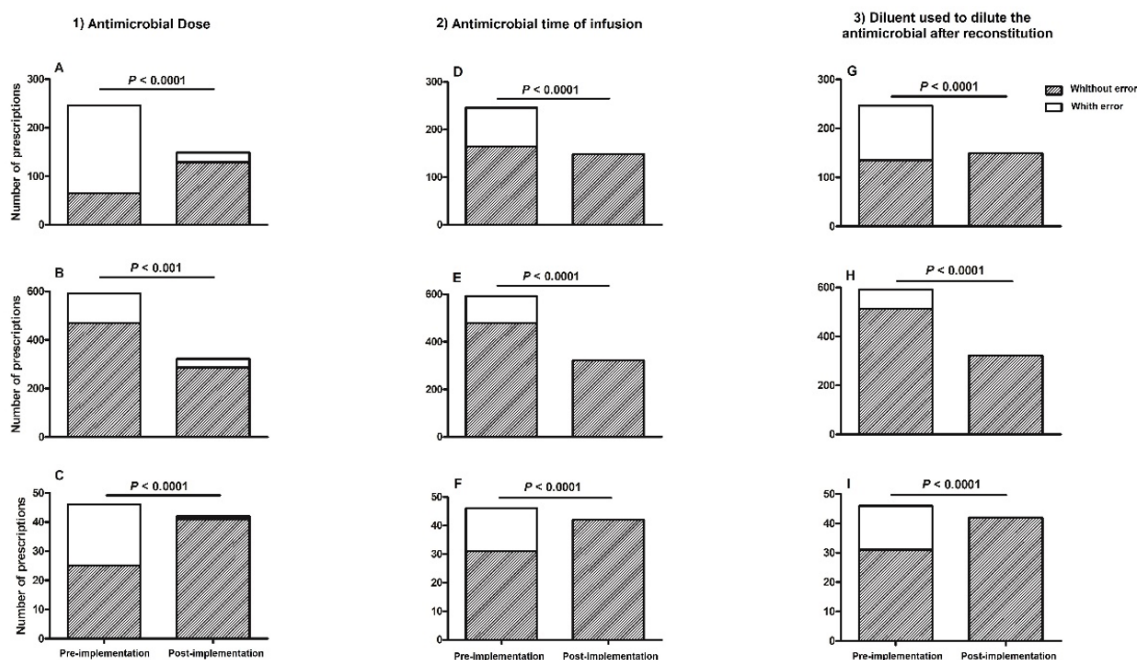 1) Antimicrobial Dose
2) Antimicrobial time of infusion
3) Diluent used to dilute the
antimicrobial after reconstitution
A
P < 0.0001
300
200
100
0
Number of prescriptions
D
P < 0.0001
300
200
100
0
G
P < 0.0001
300
200
100
0
Whithout error
Whith error
B
P < 0.001
600
400
200
0
Number of prescriptions
E
P < 0.0001
600
400
200
0
H
P < 0.0001
600
400
200
0
C
P < 0.0001
50
40
30
20
10
0
Number of prescriptions
Pre-implementation Post-implementation
F
P < 0.0001
50
40
30
20
10
0
Pre-implementation Post-implementation
I
P < 0.0001
50
40
30
20
10
0
Pre-implementation Post-implementation